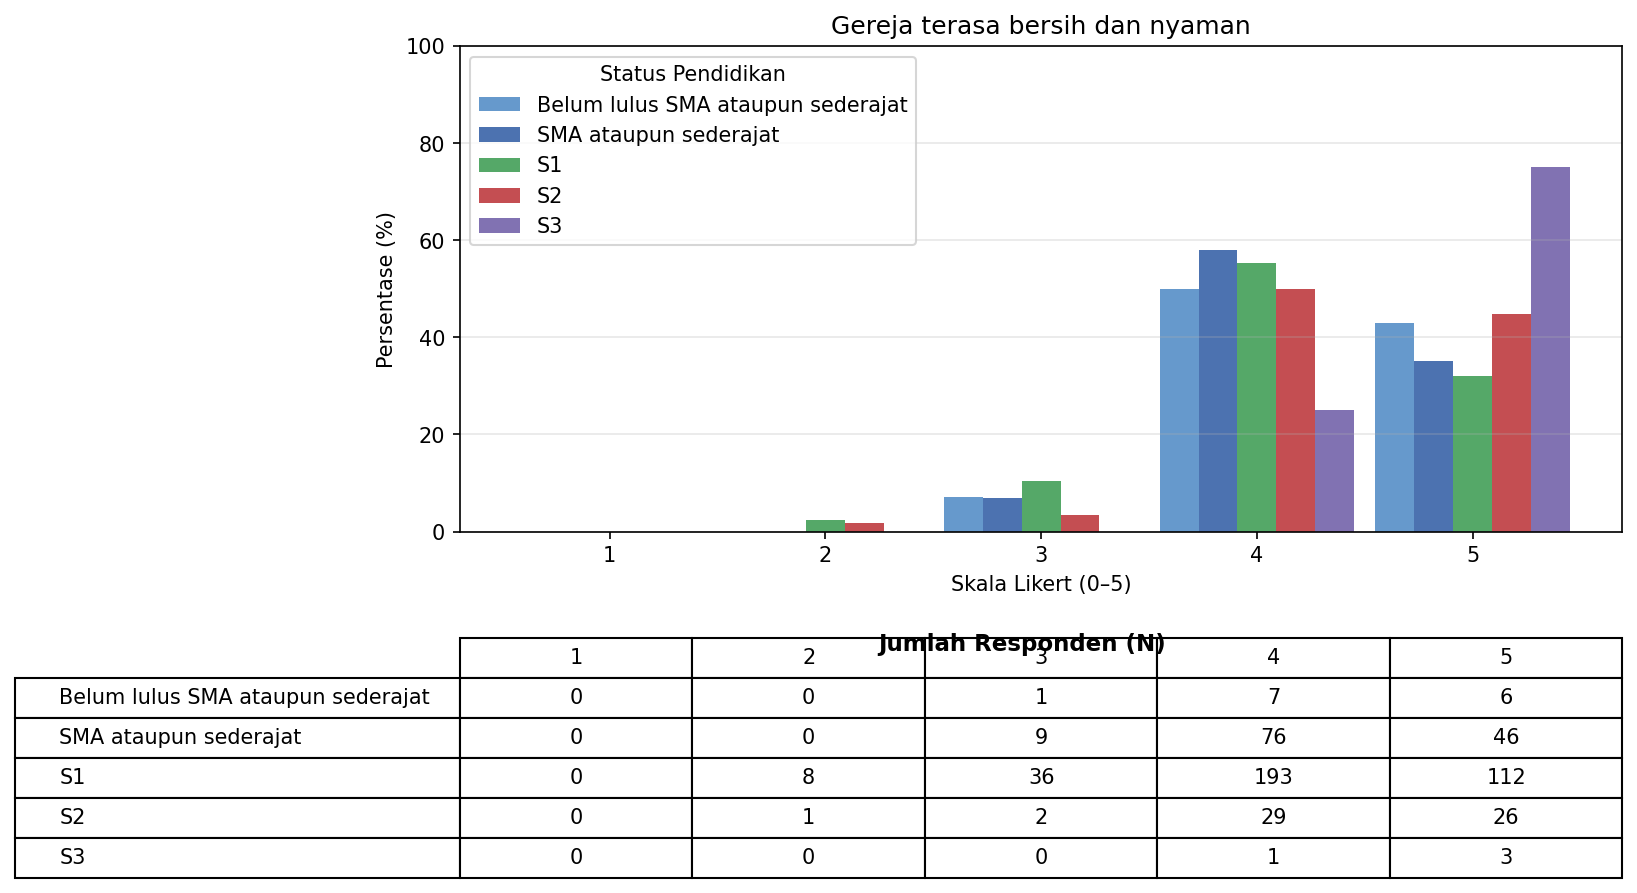 Gereja terasa bersih dan nyaman
Status Pendidikan
Belum lulus SMA ataupun sederajat
SMA ataupun sederajat
S1
S2
S3
Persentase (%)
100
80
60
40
20
0
1 2 3 4 5
Skala Likert (0–5)
Jumlah Responden (N)
1 2 3 4 5
Belum lulus SMA ataupun sederajat 0 0 1 7 6
SMA ataupun sederajat 0 0 9 76 46
S1 0 8 36 193 112
S2 0 1 2 29 26
S3 0 0 0 1 3